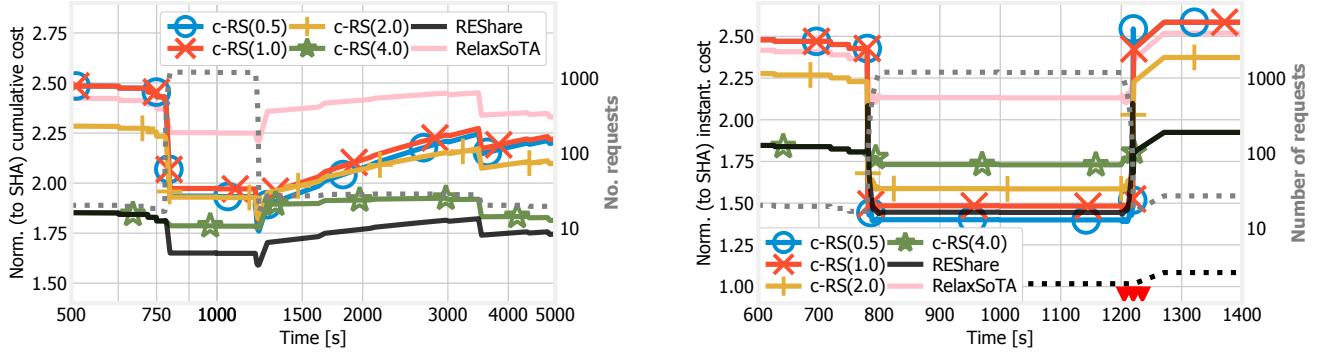 Norm. (to SHA) cumulative cost
2.75
2.50
2.25
2.00
1.75
1.50
c-RS(0.5)
c-RS(1.0)
c-RS(2.0)
c-RS(4.0)
REShare
RelaxSoTA
1000
100
10
No. requests
500 750 1000 2000 3000 4000 5000
Time [s]
Norm. (to SHA) instant. cost
2.50
2.25
2.00
1.75
1.50
1.25
1.00
c-RS(0.5)
c-RS(1.0)
c-RS(2.0)
c-RS(4.0)
REShare
RelaxSoTA
1000
100
10
Number of requests
600 700 800 900 1000 1100 1200 1300 1400
Time [s]